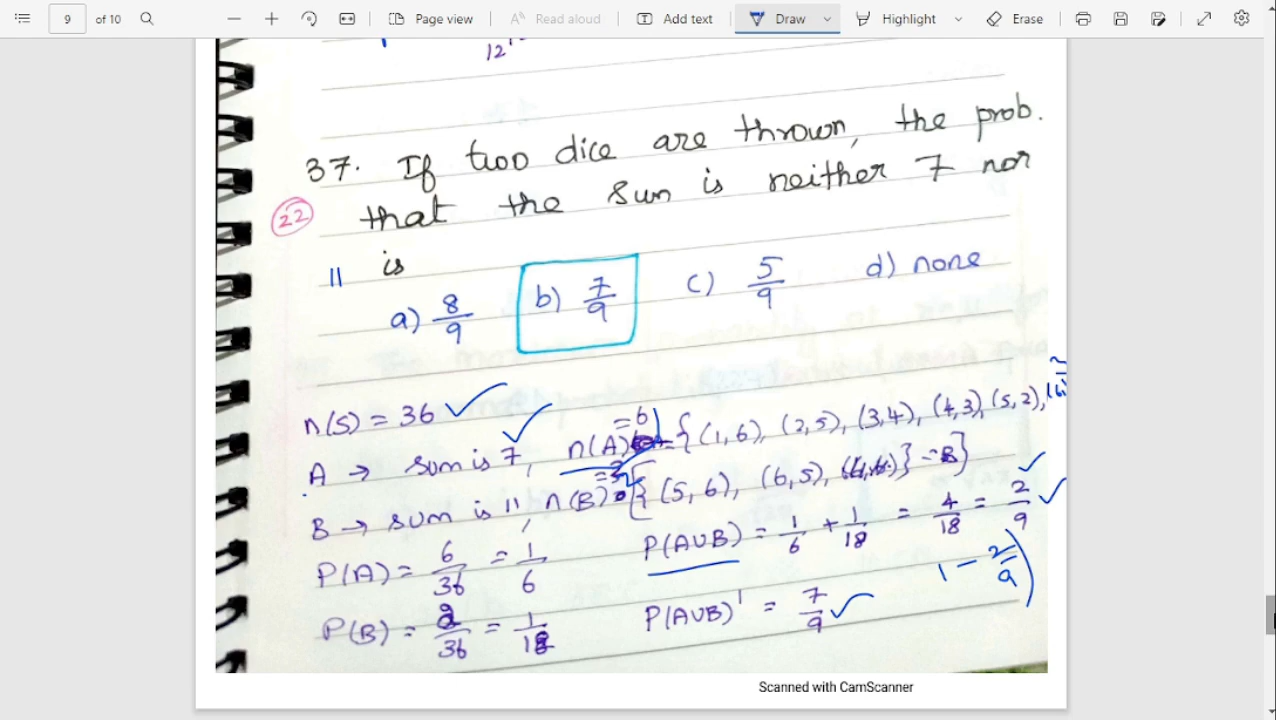 9 of 10 Page view Read aloud Add text Draw Highlight Erase
12
37. If two dice are thrown, the prob.
22 that the sum is neither 7 nor
11 is
a) 8/9 b) 7/9 c) 5/9 d) none
n(S) = 36
= 6
A → sum is 7, n(A) = { (1,6), (2,5), (3,4), (4,3), (5,2),
B → sum is 11, n(B) = { (5,6), (6,5),
P(A) = 6/36 = 1/6 P(A∪B) = 1/6 + 1/18 = 4/18 = 2/9
1 - 2/9
P(B) = 2/36 = 1/18 P(A∪B)' = 7/9
Scanned with CamScanner